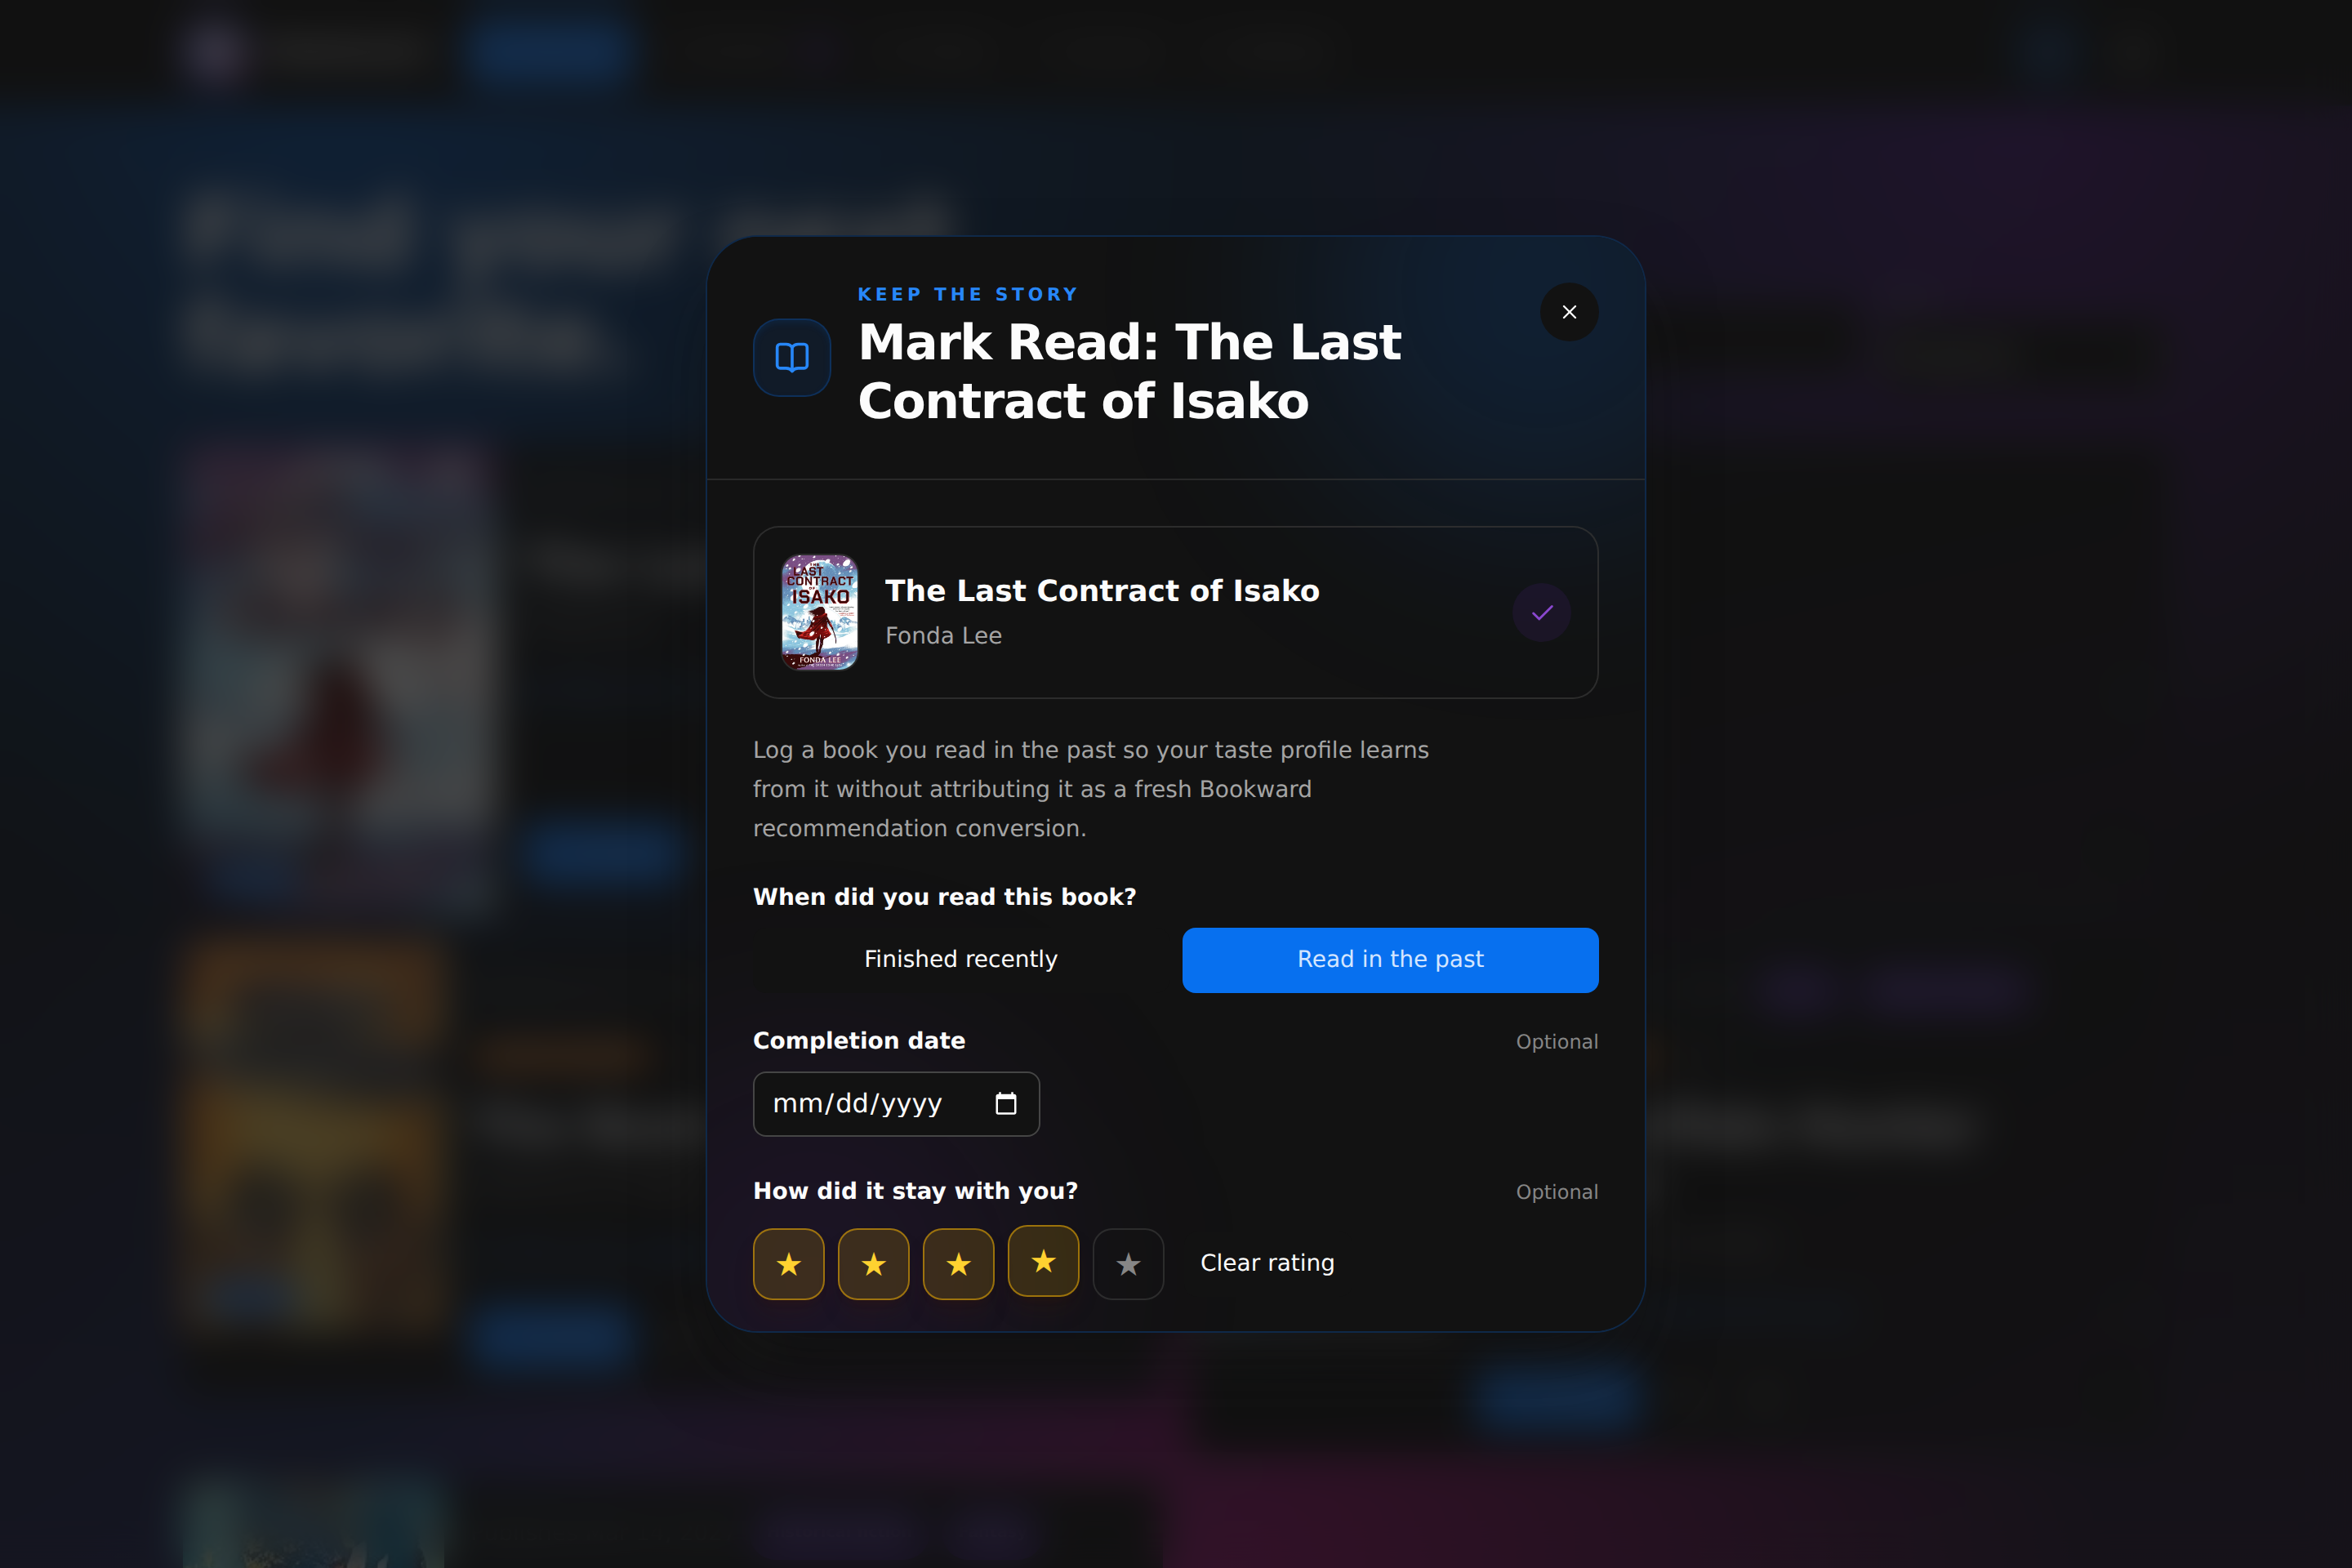 KEEP THE STORY
Mark Read: The Last
Contract of Isako
THE
LAST
CONTRACT
OF
ISAKO
FONDA LEE
The Last Contract of Isako
Fonda Lee
Log a book you read in the past so your taste profile learns
from it without attributing it as a fresh Bookward
recommendation conversion.
When did you read this book?
Finished recently
Read in the past
Completion date
Optional
mm/dd/yyyy
How did it stay with you?
Optional
Clear rating